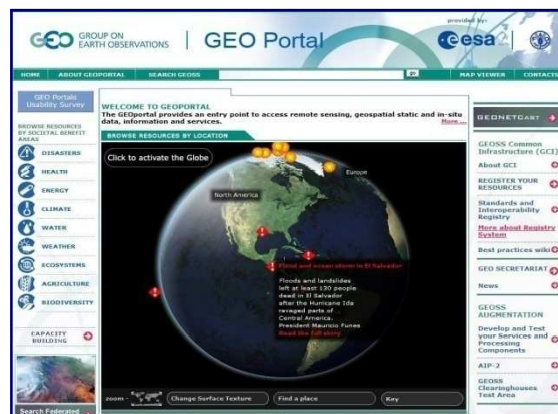 provided by:
GEO GROUP ON
EARTH OBSERVATIONS
GEO Portal
esa
HOME ABOUT GEOPORTAL SEARCH GEOSS GO MAP VIEWER CONTACTS
GEO Portals
Usability Survey
BROWSE RESOURCES
BY SOCIETAL BENEFIT
AREAS
DISASTERS
HEALTH
ENERGY
CLIMATE
WATER
WEATHER
ECOSYSTEMS
AGRICULTURE
BIODIVERSITY
CAPACITY
BUILDING
Search Federated
WELCOME TO GEOPORTAL
The GEOportal provides an entry point to access remote sensing, geospatial static and in-situ
data, information and services.
More ...
BROWSE RESOURCES BY LOCATION
Click to activate the Globe
Europe
North America
Flood and ocean storm in El Salvador
Floods and landslides
left at least 130 people
dead in El Salvador
after the Hurricane Ida
ravaged parts of
Central America.
President Mauricio Funes
Read the full story
zoom -
Change Surface Texture
Find a place
Key
GEONETCAST
GEOSS Common
Infrastructure (GCI)
About GCI
REGISTER YOUR
RESOURCES
Standards and
Interoperability
Registry
More about Registry
System
Best practices wiki
GEO SECRETARIAT
News
GEOSS
AUGMENTATION
Develop and Test
your Services and
Processing
Components
AIP-2
GEOSS
Clearinghouses
Test Area